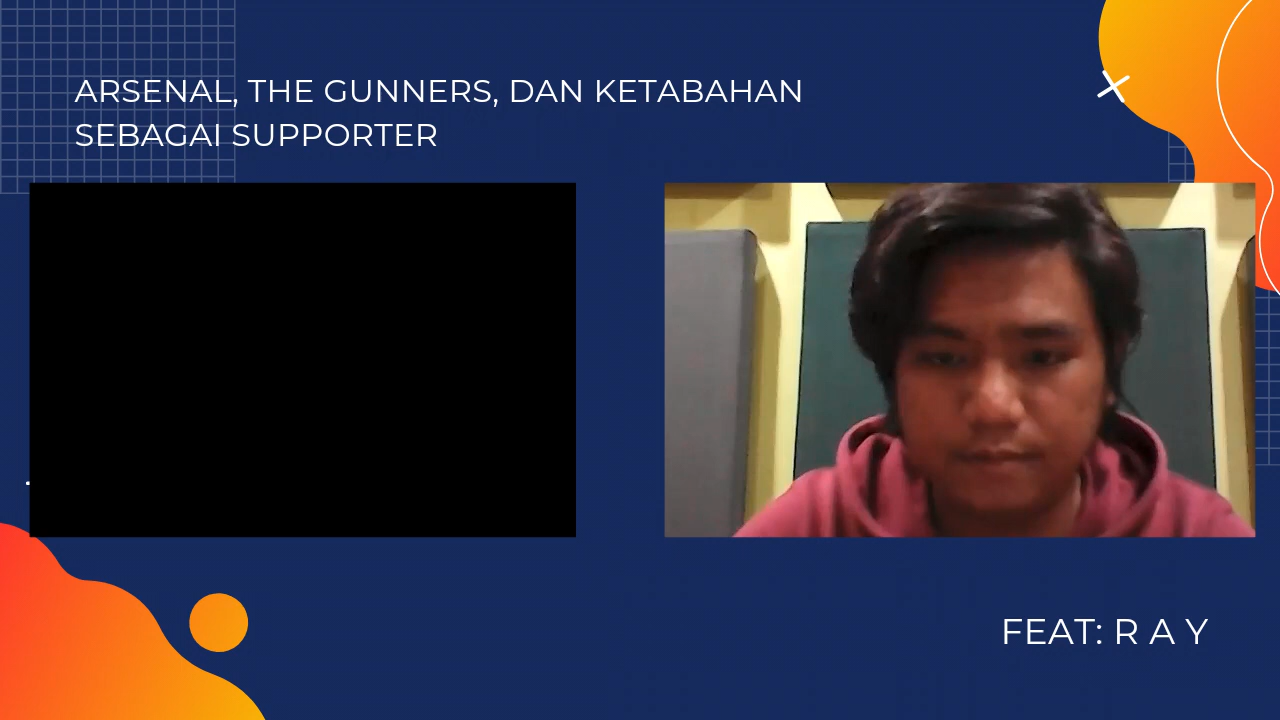 ARSENAL, THE GUNNERS, DAN KETABAHAN
SEBAGAI SUPPORTER
FEAT: R A Y